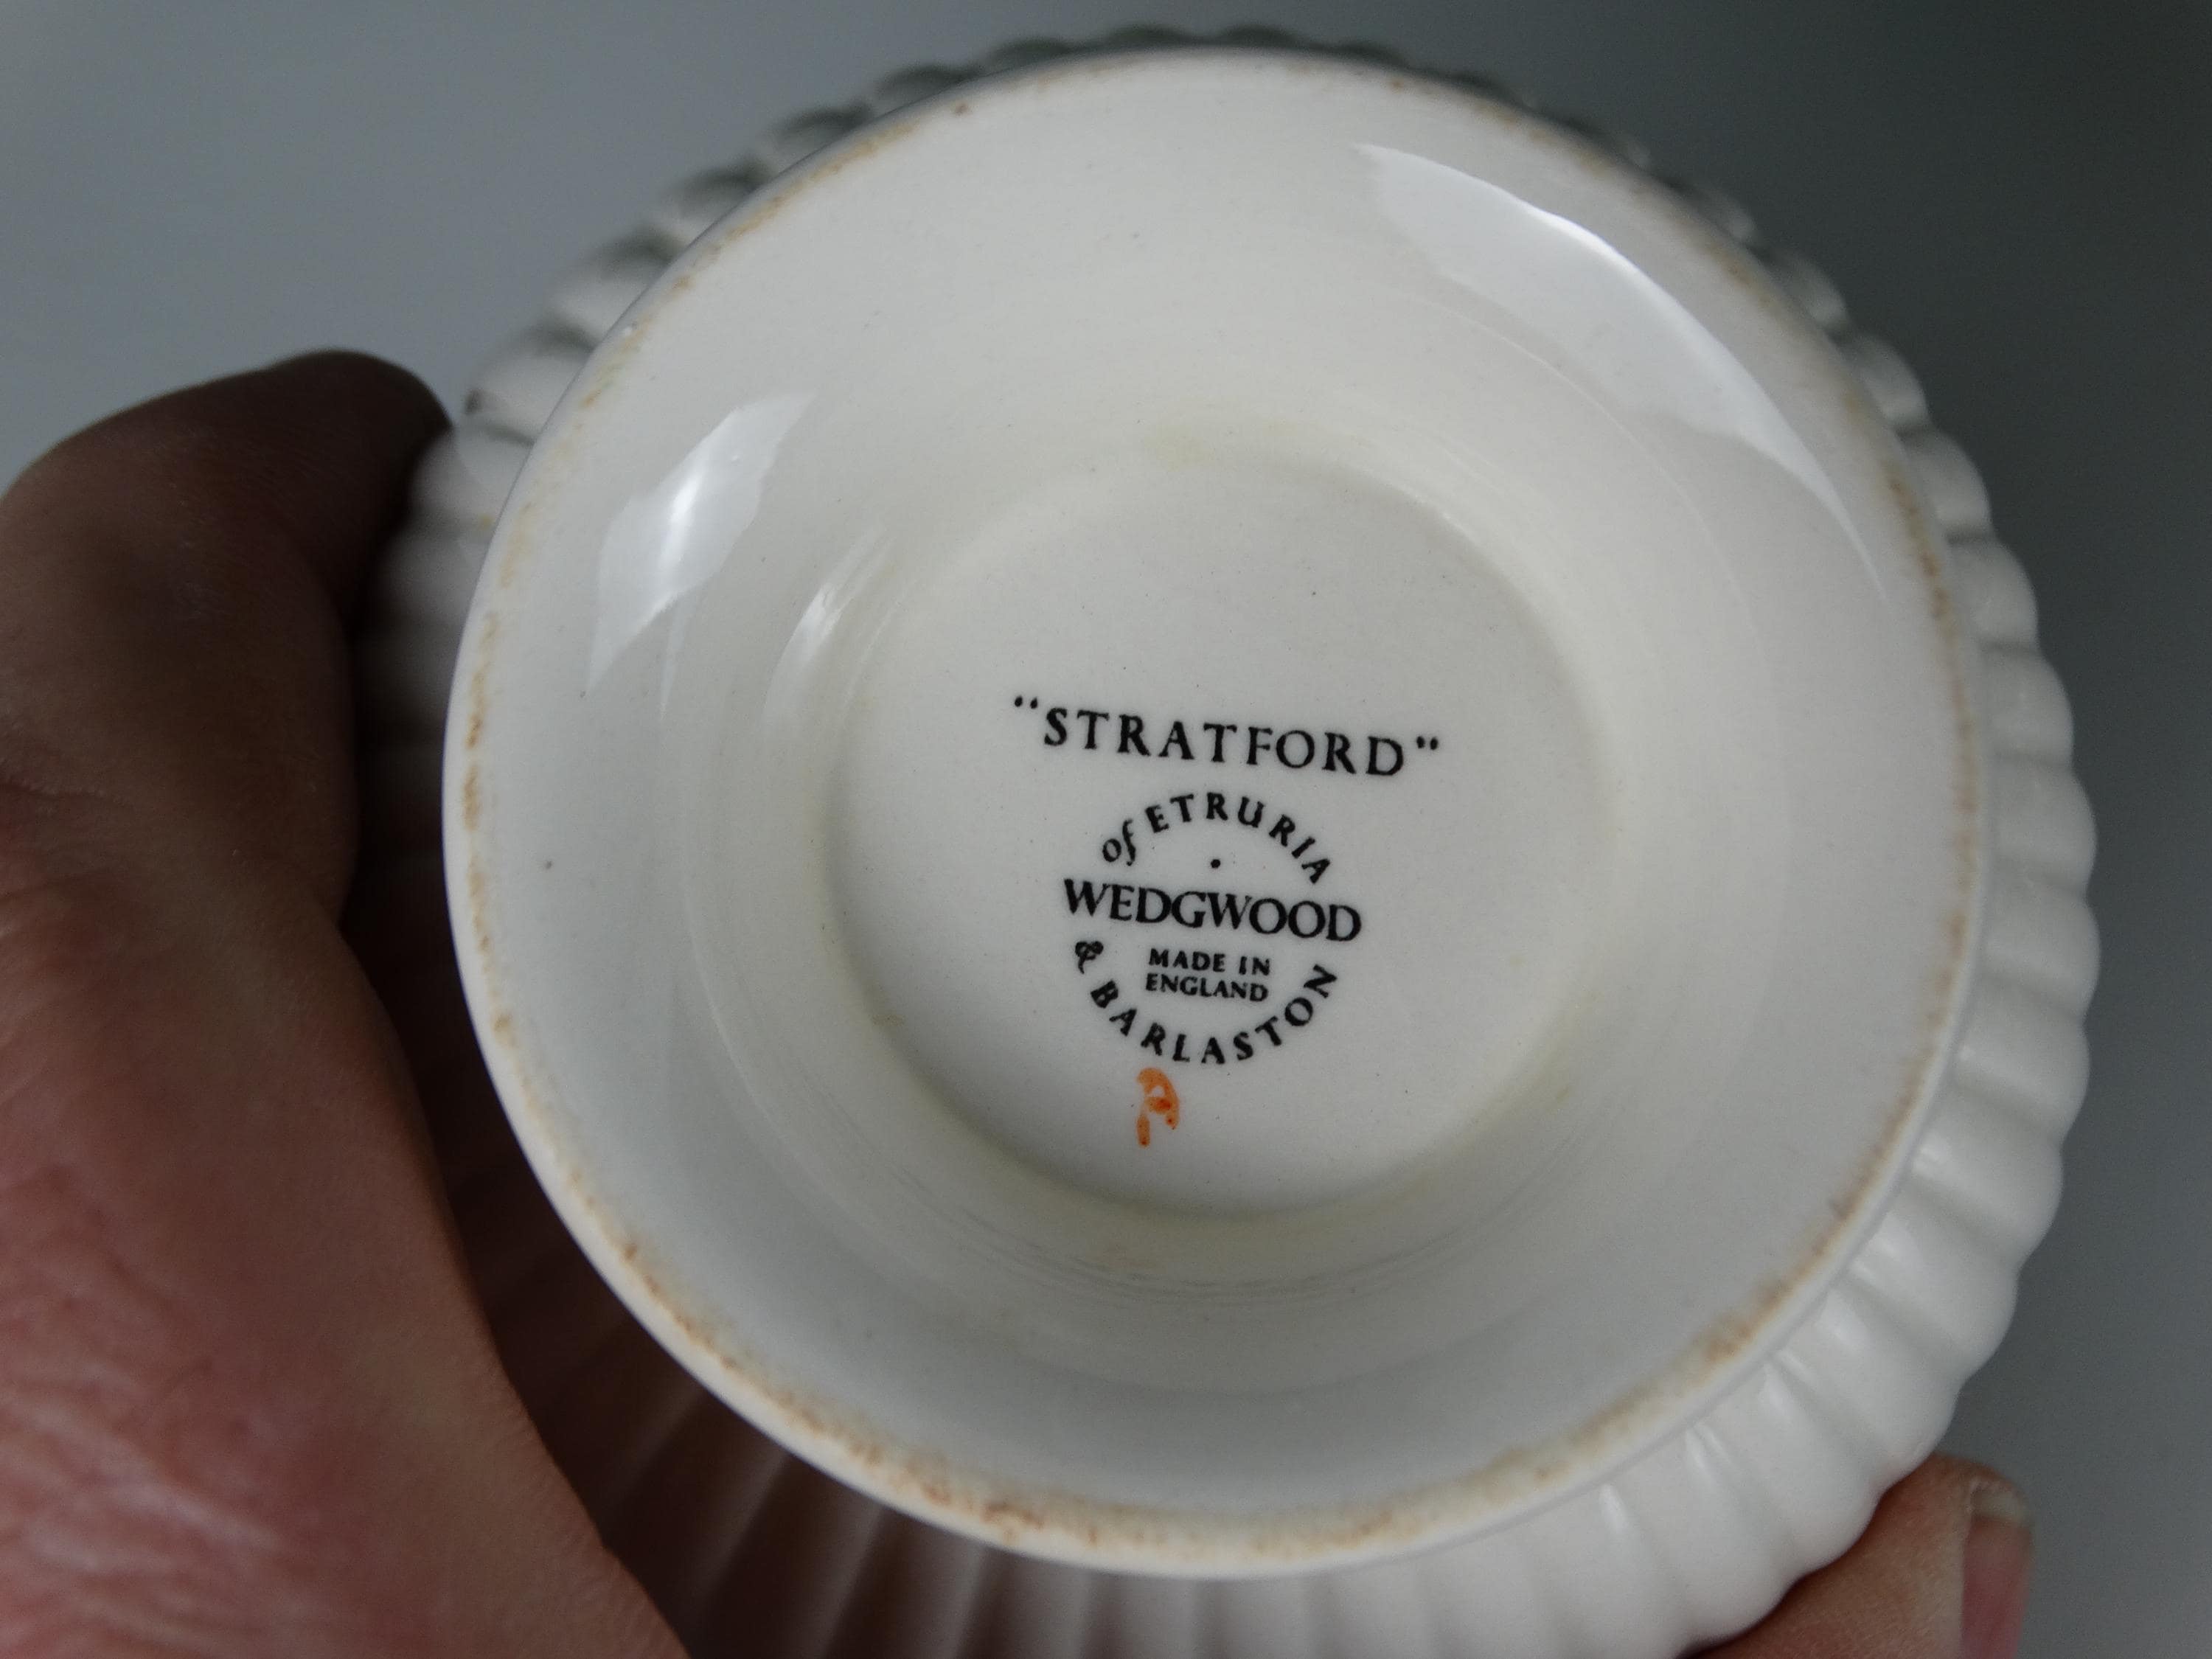 "STRATFORD"
of ETRURIA
WEDGWOOD
MADE IN
ENGLAND
& BARLASTON